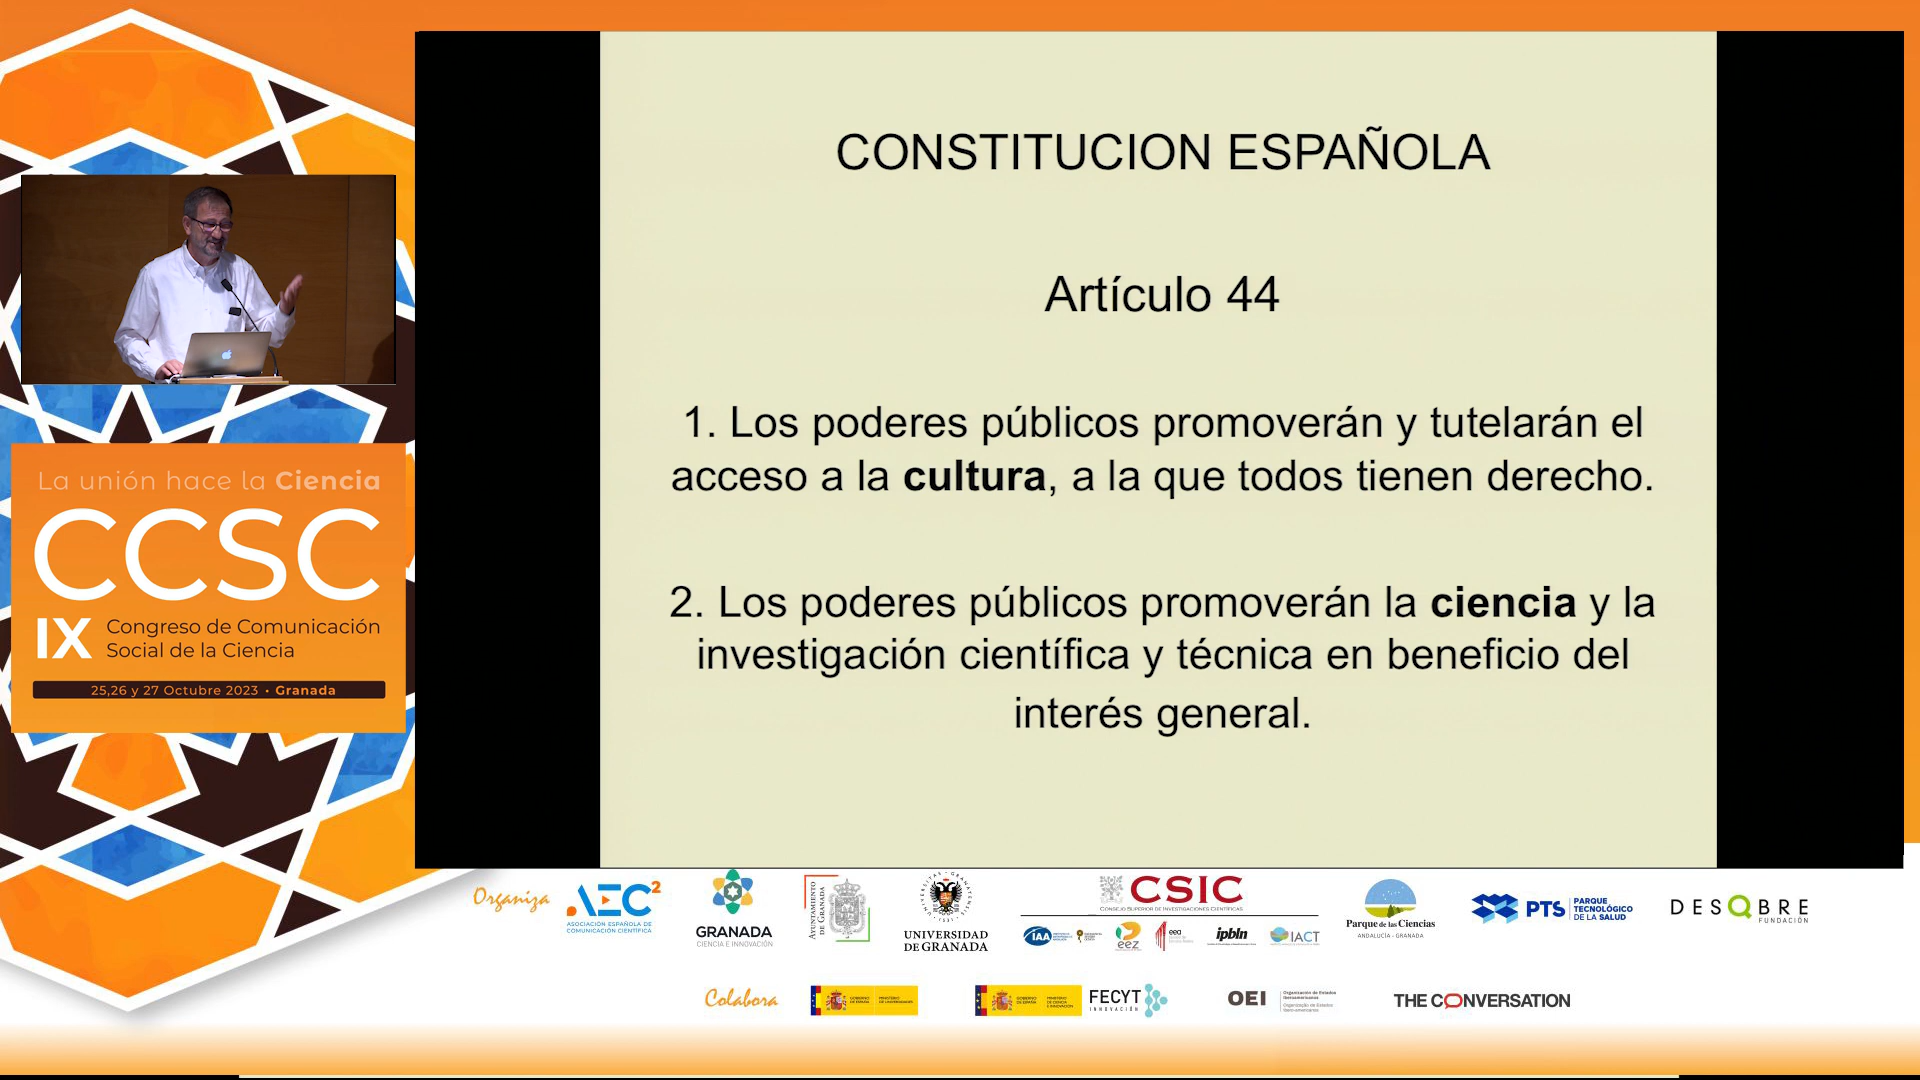 CONSTITUCION ESPAÑOLA
Artículo 44
1. Los poderes públicos promoverán y tutelarán el
acceso a la cultura, a la que todos tienen derecho.
2. Los poderes públicos promoverán la ciencia y la
investigación científica y técnica en beneficio del
interés general.
La unión hace la Ciencia
CCSC
IX Congreso de Comunicación
Social de la Ciencia
25,26 y 27 Octubre 2023 • Granada
Organiza
AEC2
ASOCIACIÓN ESPAÑOLA DE
COMUNICACIÓN CIENTÍFICA
GRANADA
CIENCIA E INNOVACIÓN
AYUNTAMIENTO
DE GRANADA
UNIVERSIDAD
DE GRANADA
CSIC
CONSEJO SUPERIOR DE INVESTIGACIONES CIENTÍFICAS
IAA
eez
eea
ipbln
IACT
Parque de las Ciencias
ANDALUCÍA - GRANADA
PTS
PARQUE
TECNOLÓGICO
DE LA SALUD
DESQBRE
FUNDACIÓN
Colabora
GOBIERNO
DE ESPAÑA
MINISTERIO
DE UNIVERSIDADES
GOBIERNO
DE ESPAÑA
MINISTERIO
DE CIENCIA
E INNOVACIÓN
FECYT
INNOVACIÓN
OEI
Organización de Estados
Iberoamericanos
THE CONVERSATION